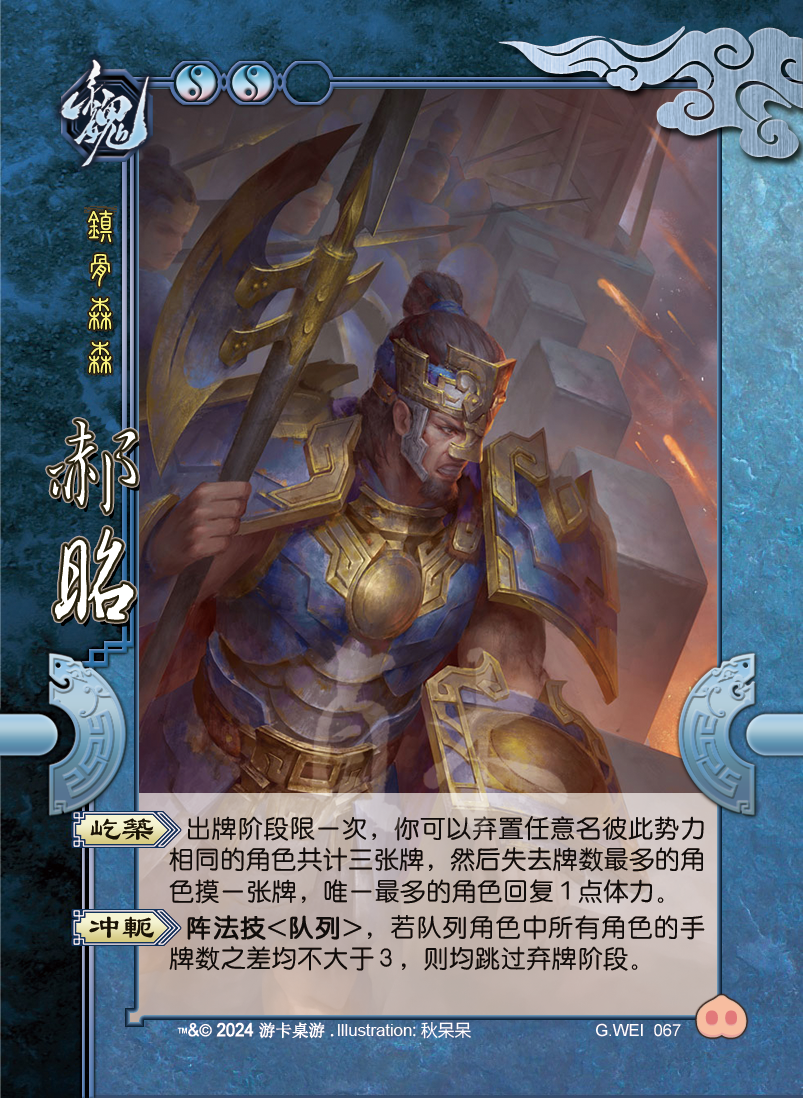 魏
鎮骨森森
郝昭
屹築 出牌阶段限一次，你可以弃置任意名彼此势力
相同的角色共计三张牌，然后失去牌数最多的角
色摸一张牌，唯一最多的角色回复1点体力。
冲軛 阵法技<队列>，若队列角色中所有角色的手
牌数之差均不大于3，则均跳过弃牌阶段。
™&© 2024 游卡桌游 . Illustration: 秋呆呆
G.WEI 067